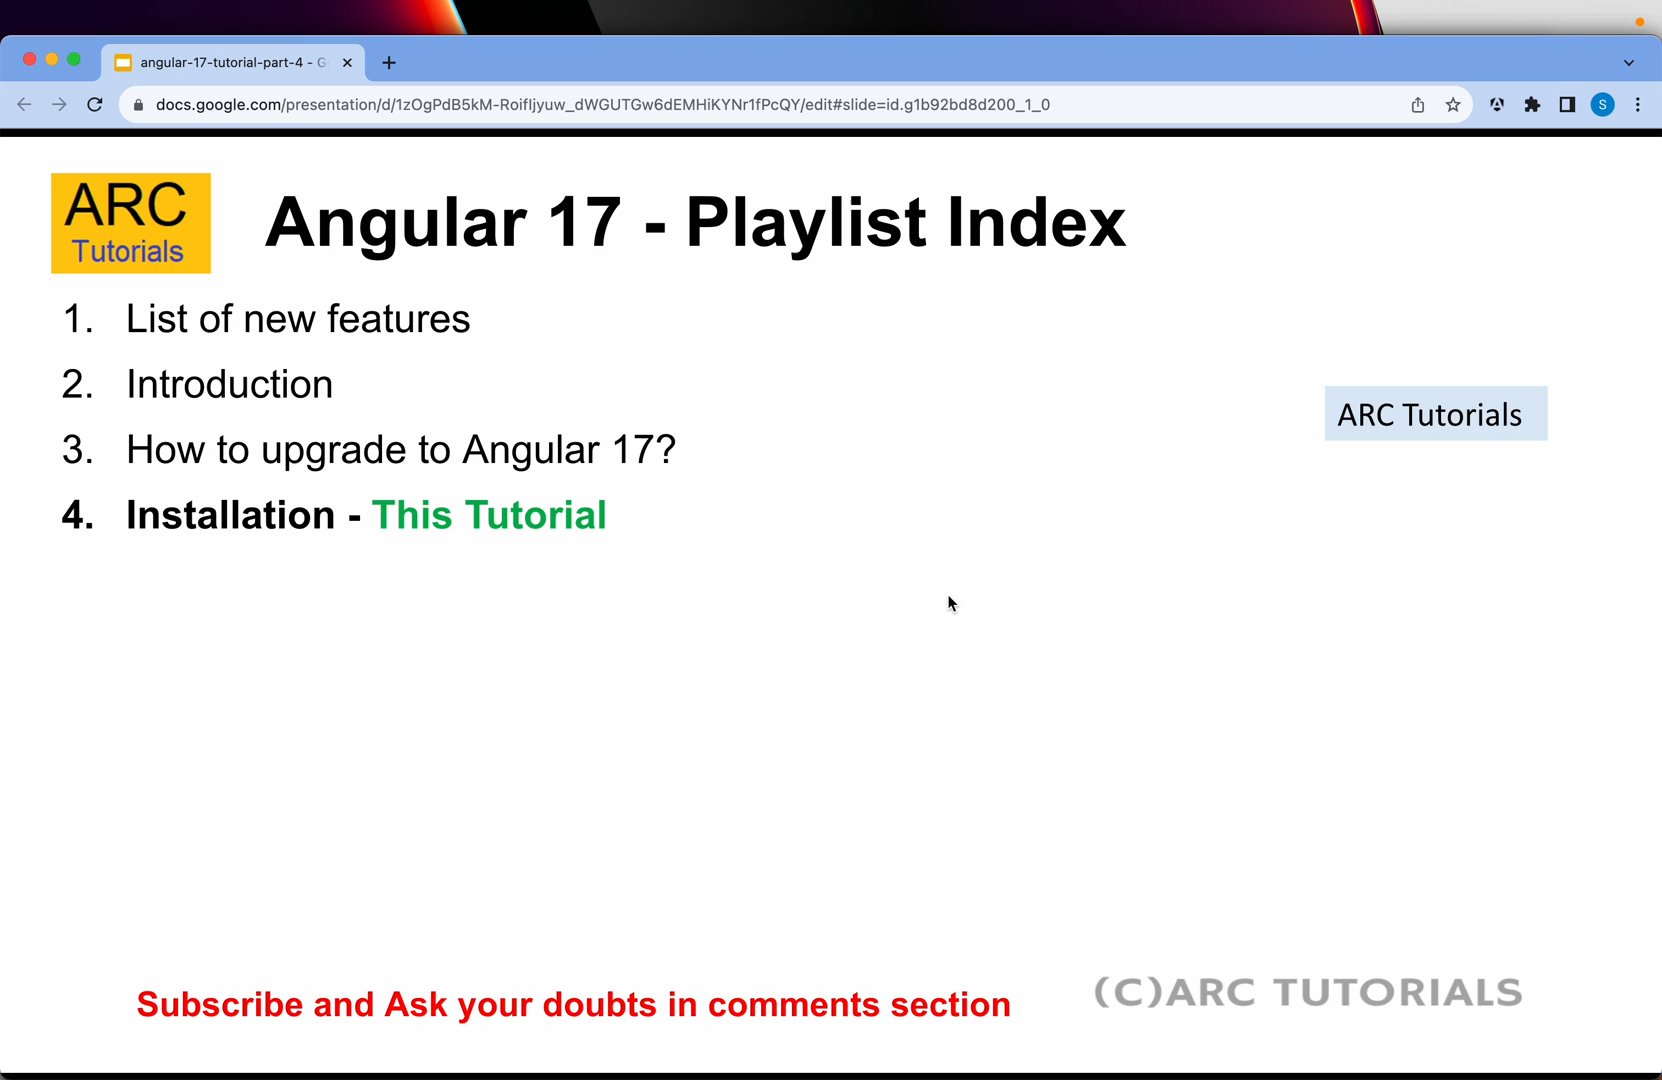 angular-17-tutorial-part-4 - G
docs.google.com/presentation/d/1zOgPdB5kM-RoifIjyuw_dWGUTGw6dEMHiKYNr1fPcQY/edit#slide=id.g1b92bd8d200_1_0
S
ARC
Tutorials
Angular 17 - Playlist Index
1. List of new features
2. Introduction
3. How to upgrade to Angular 17?
4. Installation - This Tutorial
ARC Tutorials
Subscribe and Ask your doubts in comments section
(C)ARC TUTORIALS